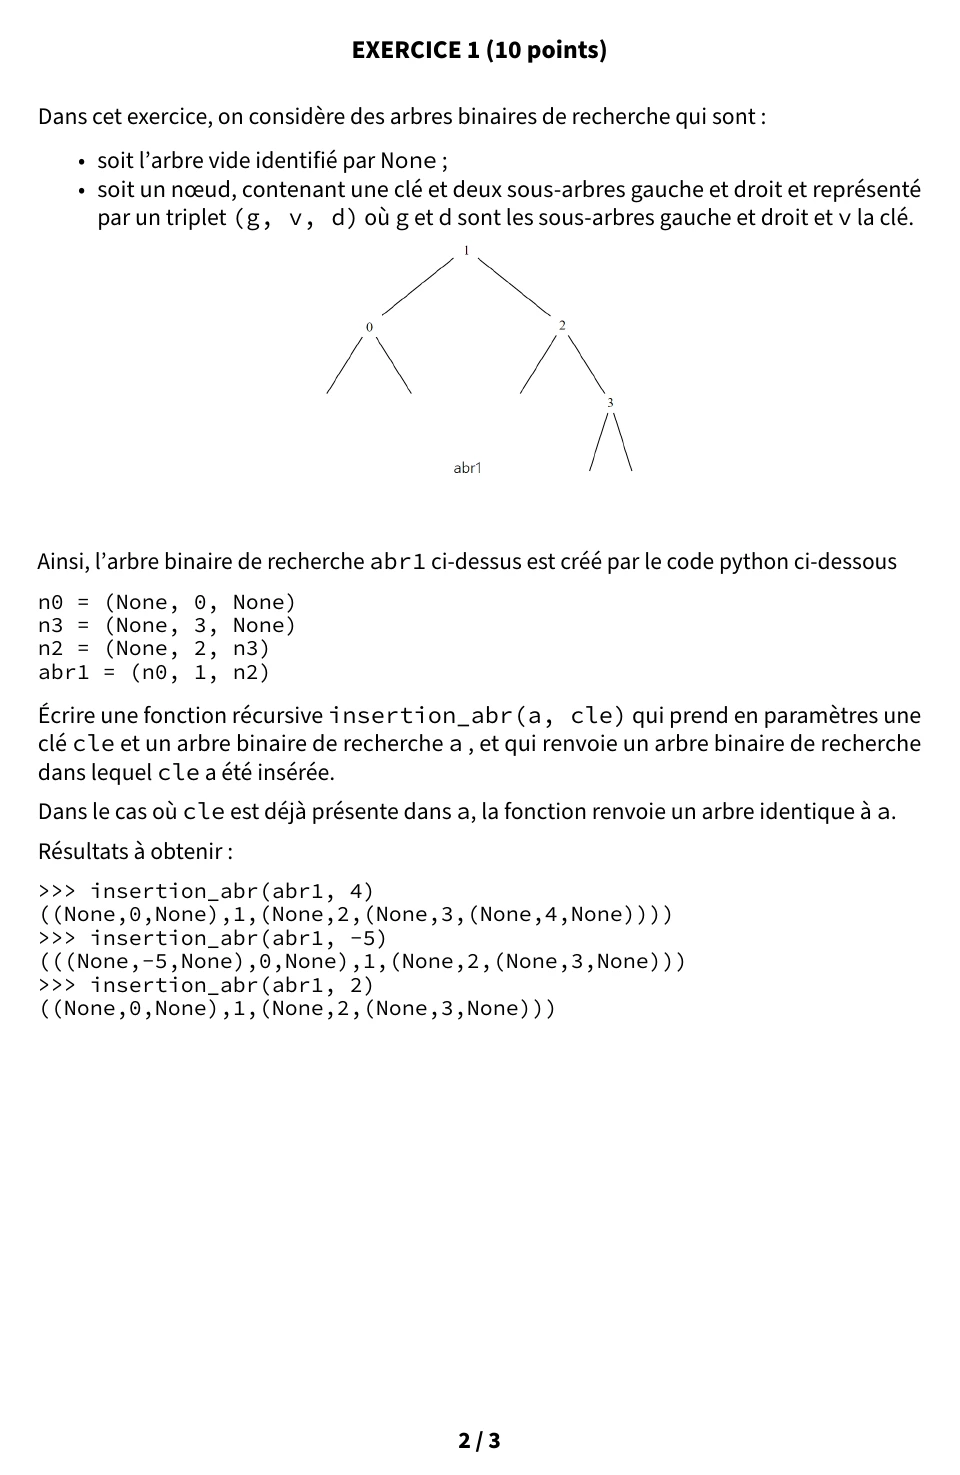 EXERCICE 1 (10 points)
Dans cet exercice, on considère des arbres binaires de recherche qui sont :
• soit l’arbre vide identifié par None ;
• soit un nœud, contenant une clé et deux sous-arbres gauche et droit et représenté
par un triplet (g, v, d) où g et d sont les sous-arbres gauche et droit et v la clé.
1
0
2
3
abr1
Ainsi, l’arbre binaire de recherche abr1 ci-dessus est créé par le code python ci-dessous
n0 = (None, 0, None)
n3 = (None, 3, None)
n2 = (None, 2, n3)
abr1 = (n0, 1, n2)
Écrire une fonction récursive insertion_abr(a, cle) qui prend en paramètres une
clé cle et un arbre binaire de recherche a , et qui renvoie un arbre binaire de recherche
dans lequel cle a été insérée.
Dans le cas où cle est déjà présente dans a, la fonction renvoie un arbre identique à a.
Résultats à obtenir :
>>> insertion_abr(abr1, 4)
((None,0,None),1,(None,2,(None,3,(None,4,None))))
>>> insertion_abr(abr1, -5)
(((None,-5,None),0,None),1,(None,2,(None,3,None)))
>>> insertion_abr(abr1, 2)
((None,0,None),1,(None,2,(None,3,None)))
2 / 3